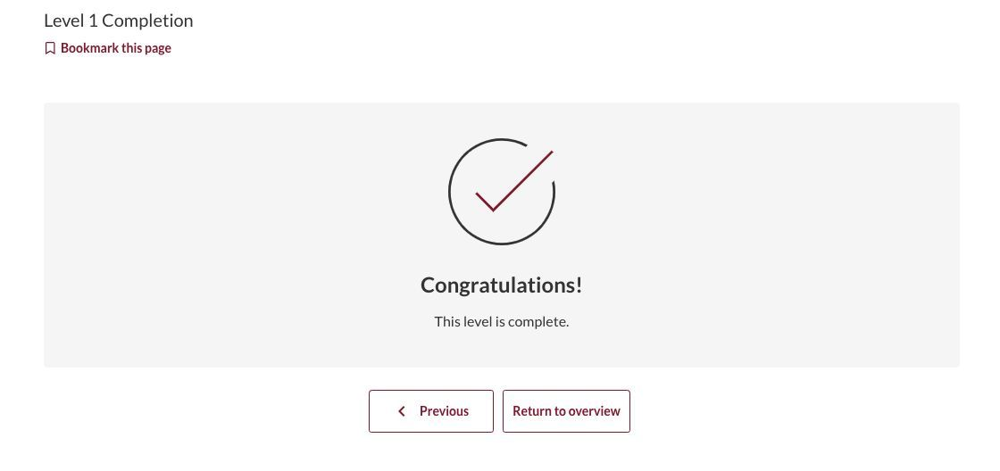 Level 1 Completion
Bookmark this page
Congratulations!
This level is complete.
Previous
Return to overview